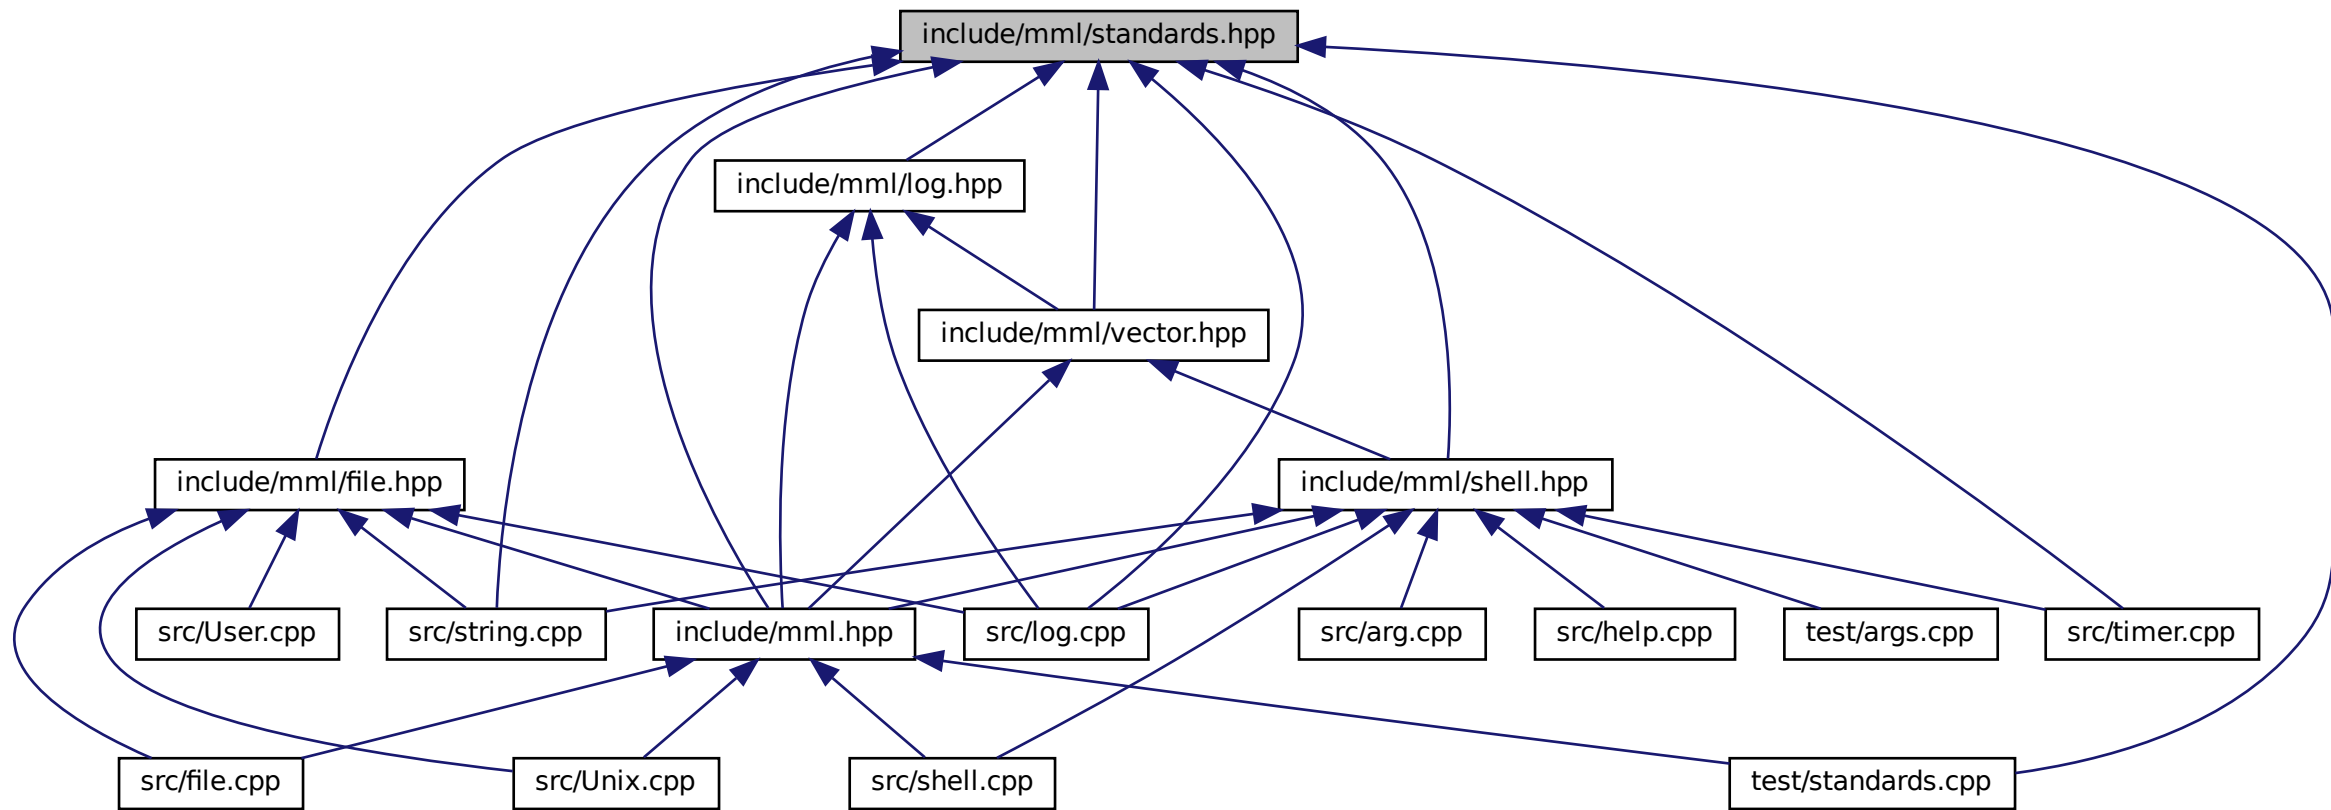 include/mml/standards.hpp
include/mml/log.hpp
include/mml/vector.hpp
include/mml/file.hpp
include/mml/shell.hpp
src/User.cpp
src/string.cpp
include/mml.hpp
src/log.cpp
src/arg.cpp
src/help.cpp
test/args.cpp
src/timer.cpp
src/file.cpp
src/Unix.cpp
src/shell.cpp
test/standards.cpp